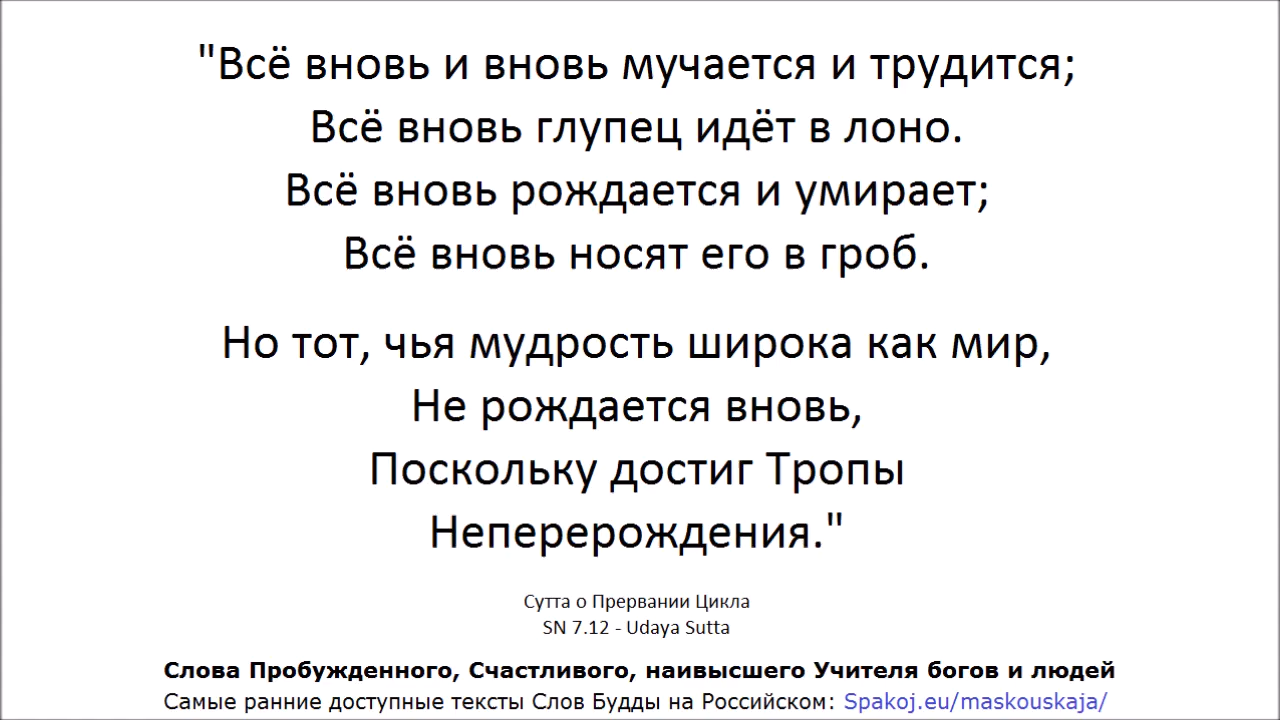 "Всё вновь и вновь мучается и трудится;
Всё вновь глупец идёт в лоно.
Всё вновь рождается и умирает;
Всё вновь носят его в гроб.
Но тот, чья мудрость широка как мир,
Не рождается вновь,
Поскольку достиг Тропы
Неперерождения."
Сутта о Прервании Цикла
SN 7.12 - Udaya Sutta
Слова Пробужденного, Счастливого, наивысшего Учителя богов и людей
Самые ранние доступные тексты Слов Будды на Российском: Spakoj.eu/maskouskaja/